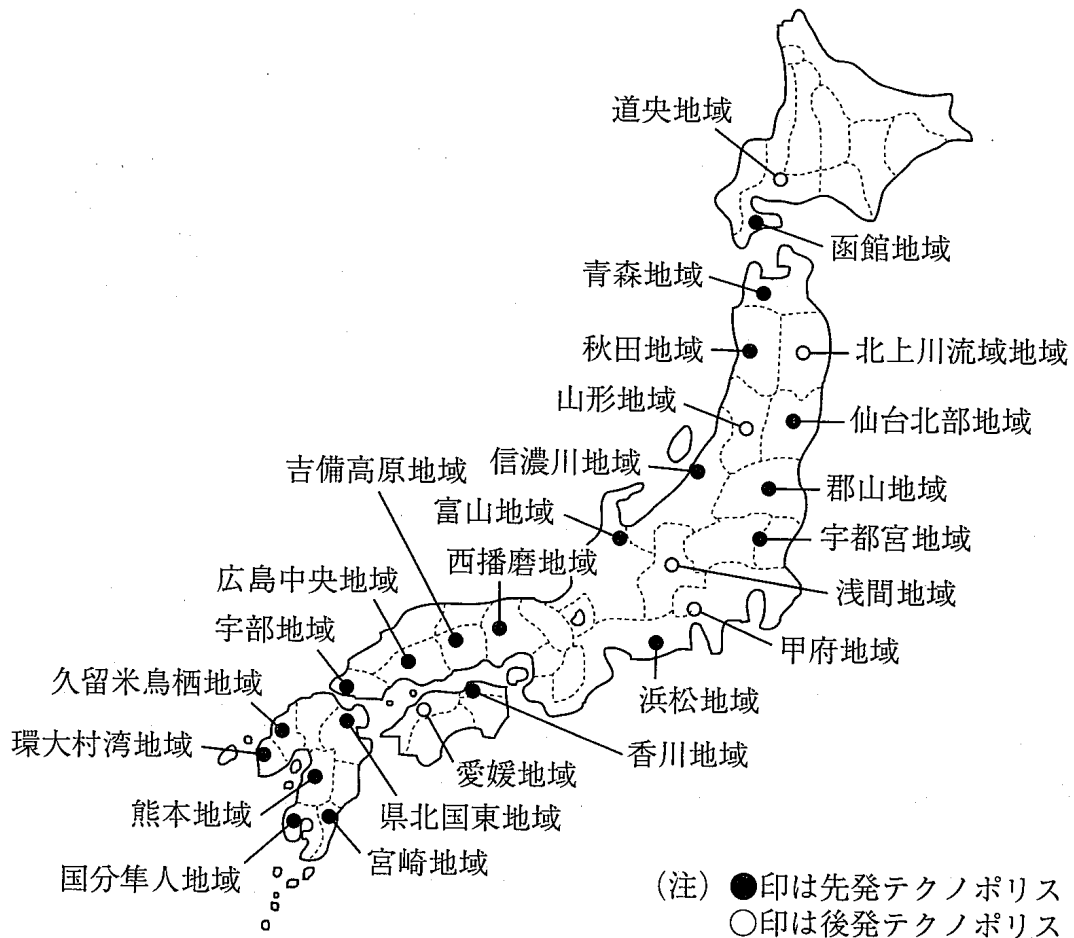 道央地域
函館地域
青森地域
秋田地域
北上川流域地域
山形地域
仙台北部地域
信濃川地域
吉備高原地域
郡山地域
富山地域
宇都宮地域
西播磨地域
広島中央地域
浅間地域
宇部地域
甲府地域
久留米鳥栖地域
浜松地域
環大村湾地域
香川地域
愛媛地域
熊本地域
県北国東地域
宮崎地域
国分隼人地域
(注) ●印は先発テクノポリス
○印は後発テクノポリス